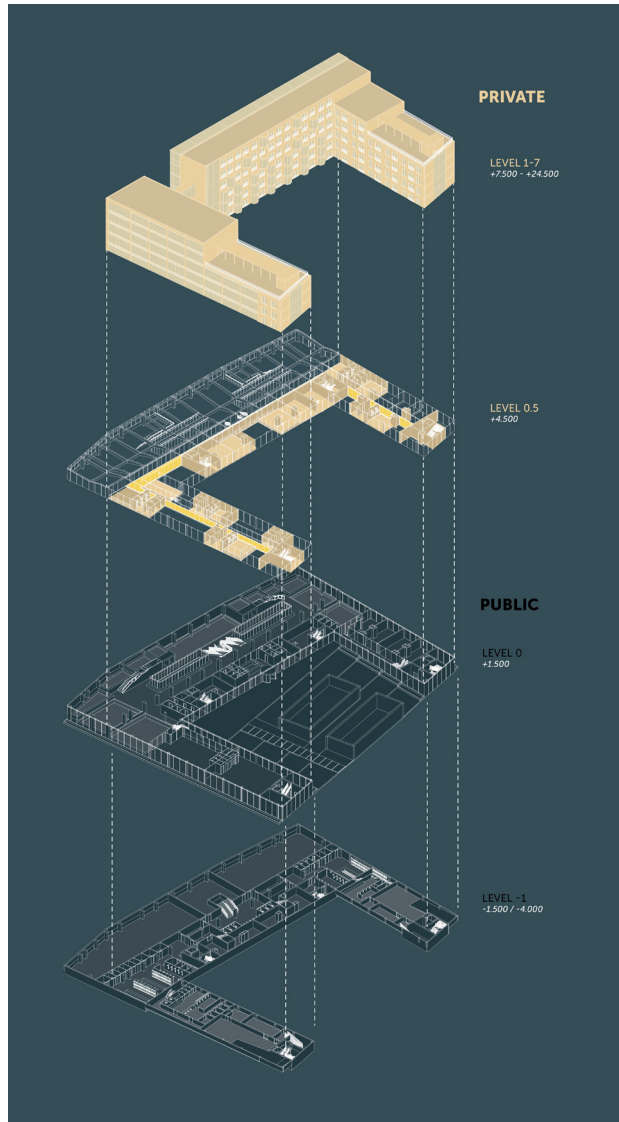 PRIVATE
LEVEL 1-7
+7.500 - +24.500
LEVEL 0.5
+4.500
PUBLIC
LEVEL 0
+1.500
LEVEL -1
-1.500 / -4.000